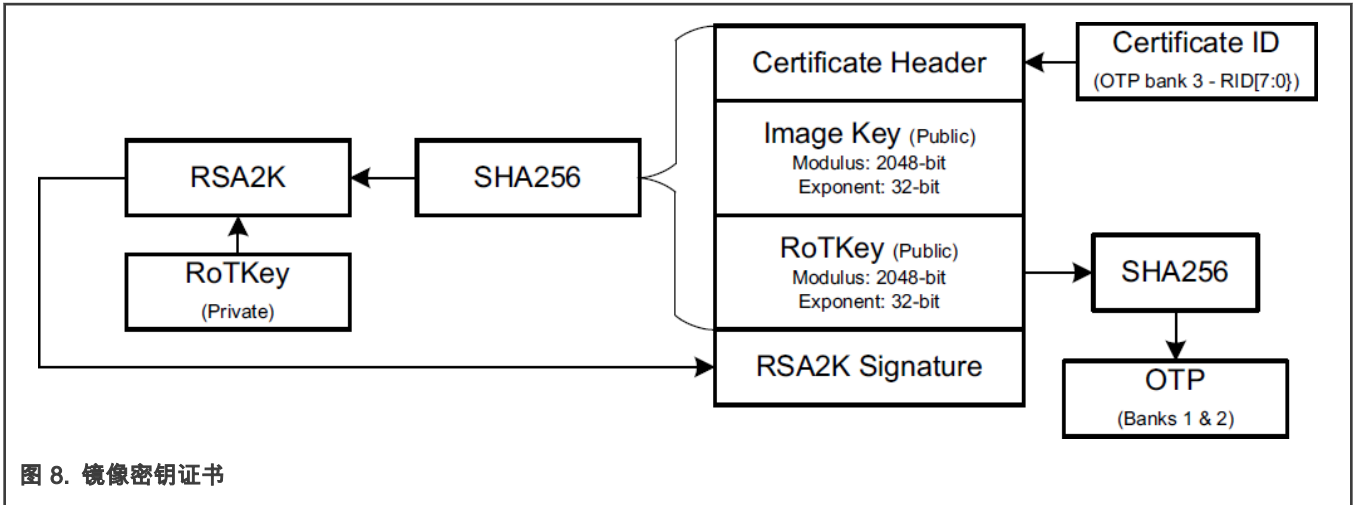 Certificate Header
Certificate ID
(OTP bank 3 - RID[7:0})
Image Key (Public)
Modulus: 2048-bit
Exponent: 32-bit
RSA2K
SHA256
RoTKey (Public)
Modulus: 2048-bit
Exponent: 32-bit
SHA256
RoTKey
(Private)
RSA2K Signature
OTP
(Banks 1 & 2)
图 8. 镜像密钥证书